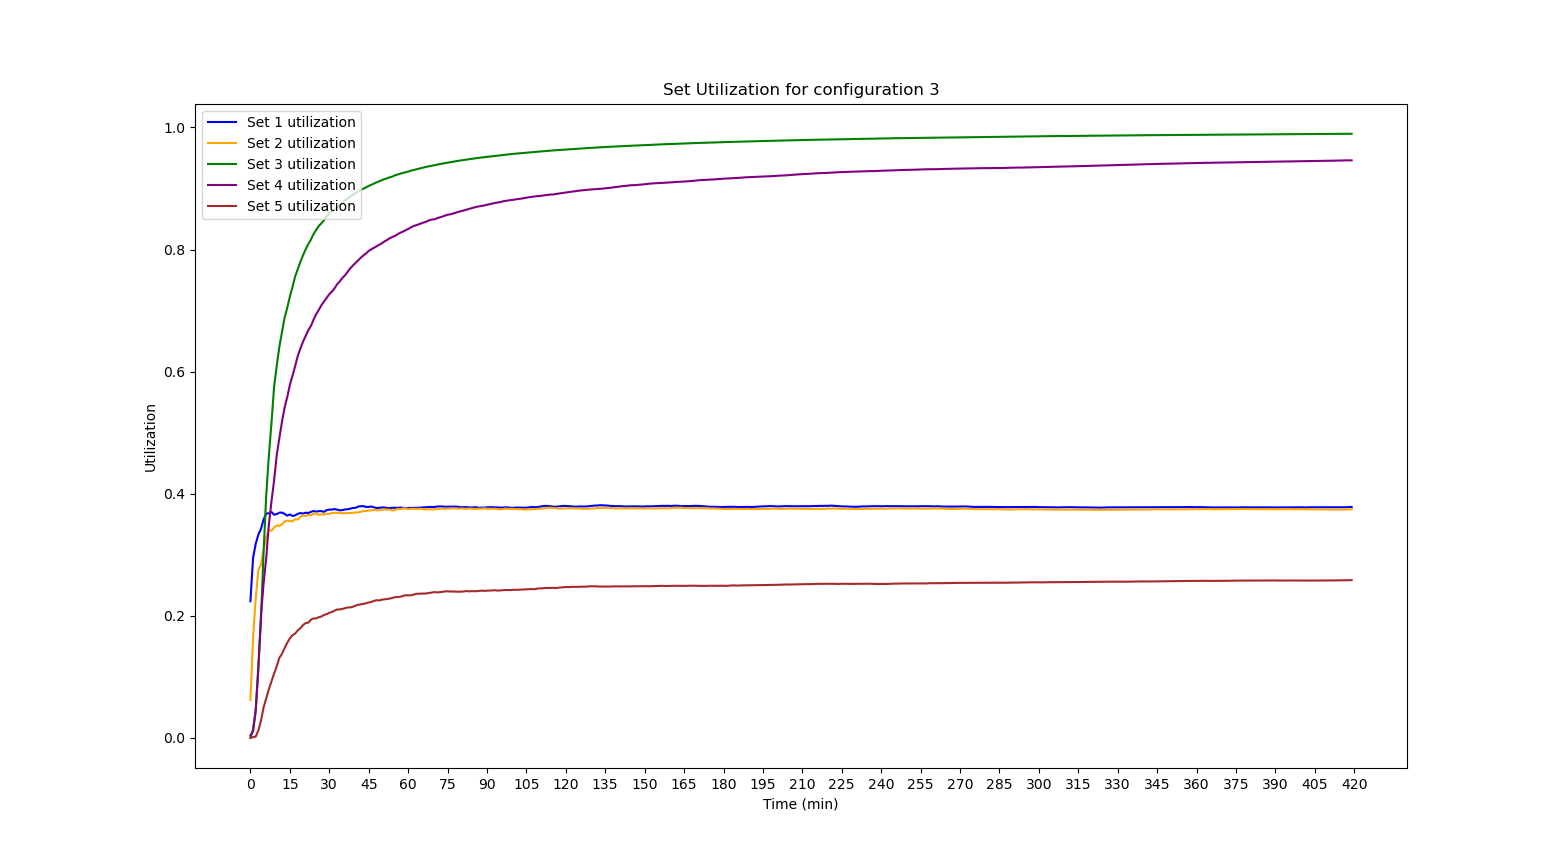 Set Utilization for configuration 3
Set 1 utilization
Set 2 utilization
Set 3 utilization
Set 4 utilization
Set 5 utilization
1.0
0.8
0.6
0.4
0.2
0.0
Utilization
0 15 30 45 60 75 90 105 120 135 150 165 180 195 210 225 240 255 270 285 300 315 330 345 360 375 390 405 420
Time (min)